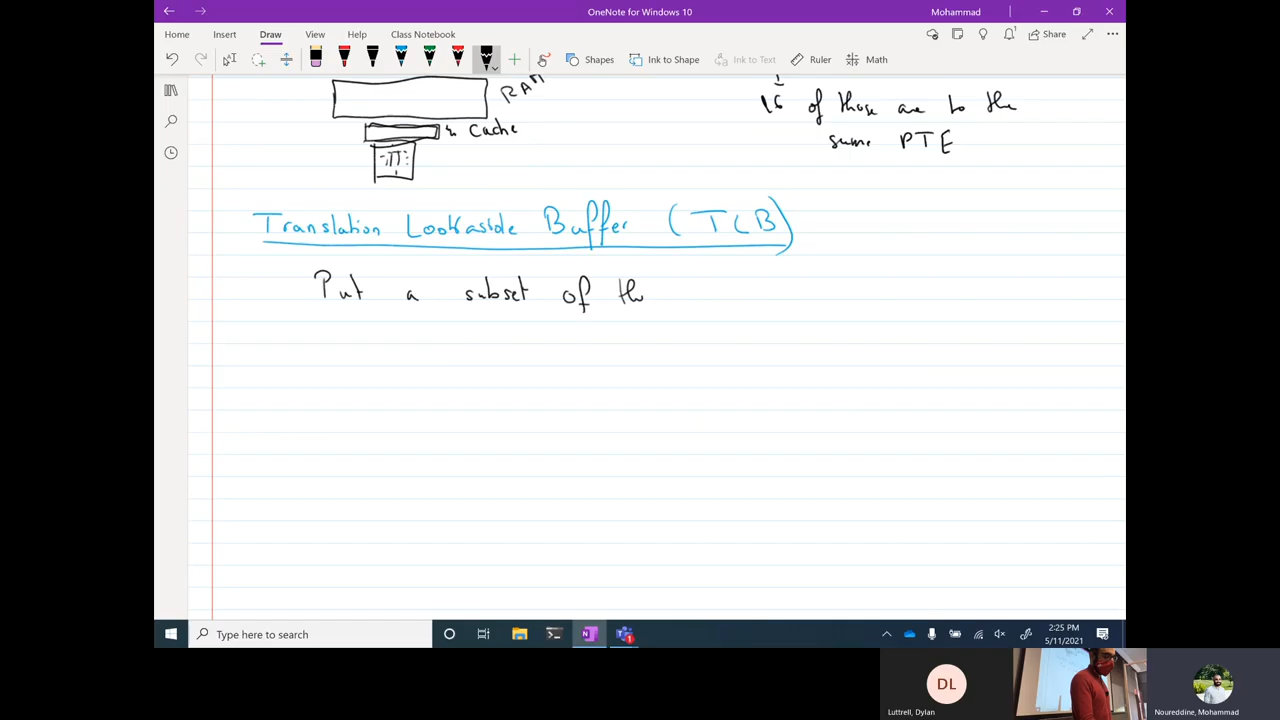 OneNote for Windows 10
Mohammad
Home Insert Draw View Help Class Notebook
Share
Shapes Ink to Shape Ink to Text Ruler Math
RAM
Cache
16 of those are to the
same PTE
Translation Lookaside Buffer (TLB)
Put a subset of the
Type here to search
2:25 PM
5/11/2021
DL
Luttrell, Dylan
Noureddine, Mohammad